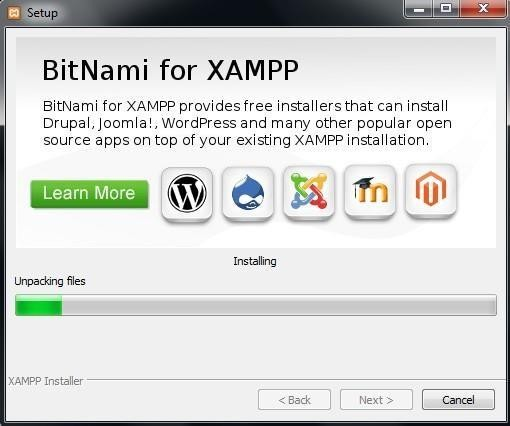 Setup
BitNami for XAMPP
BitNami for XAMPP provides free installers that can install
Drupal, Joomla!, WordPress and many other popular open
source apps on top of your existing XAMPP installation.
Learn More
Installing
Unpacking files
XAMPP Installer
< Back
Next >
Cancel